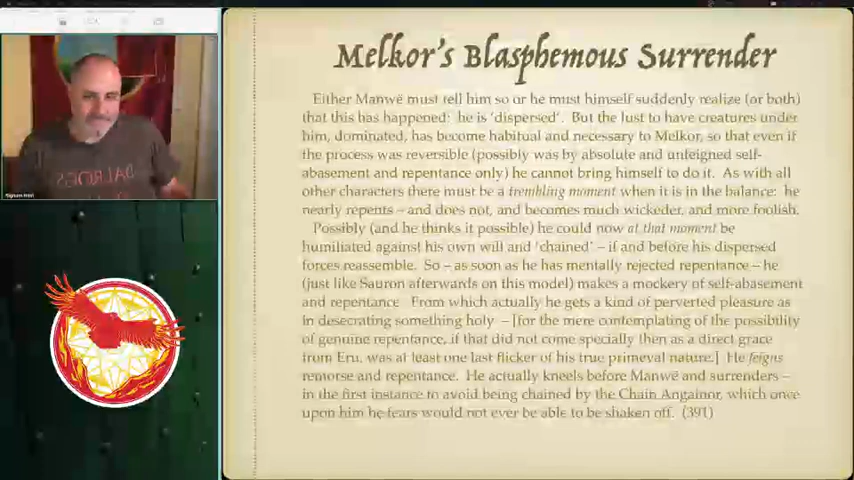 Melkor's Blasphemous Surrender
Either Manwë must tell him so or he must himself suddenly realize (or both)
that this has happened: he is 'dispersed'. But the lust to have creatures under
him, dominated, has become habitual and necessary to Melkor, so that even if
the process was reversible (possibly was by absolute and unfeigned self-
abasement and repentance only) he cannot bring himself to do it. As with all
other characters there must be a trembling moment when it is in the balance: he
nearly repents – and does not, and becomes much wickeder, and more foolish.
Possibly (and he thinks it possible) he could now at that moment be
humiliated against his own will and 'chained' – if and before his dispersed
forces reassemble. So – as soon as he has mentally rejected repentance – he
(just like Sauron afterwards on this model) makes a mockery of self-abasement
and repentance. From which actually he gets a kind of perverted pleasure as
in desecrating something holy – [for the mere contemplating of the possibility
of genuine repentance, if that did not come specially then as a direct grace
from Eru, was at least one last flicker of his true primeval nature.] He feigns
remorse and repentance. He actually kneels before Manwë and surrenders –
in the first instance to avoid being chained by the Chain Angainor, which once
upon him he fears would not ever be able to be shaken off. (391)